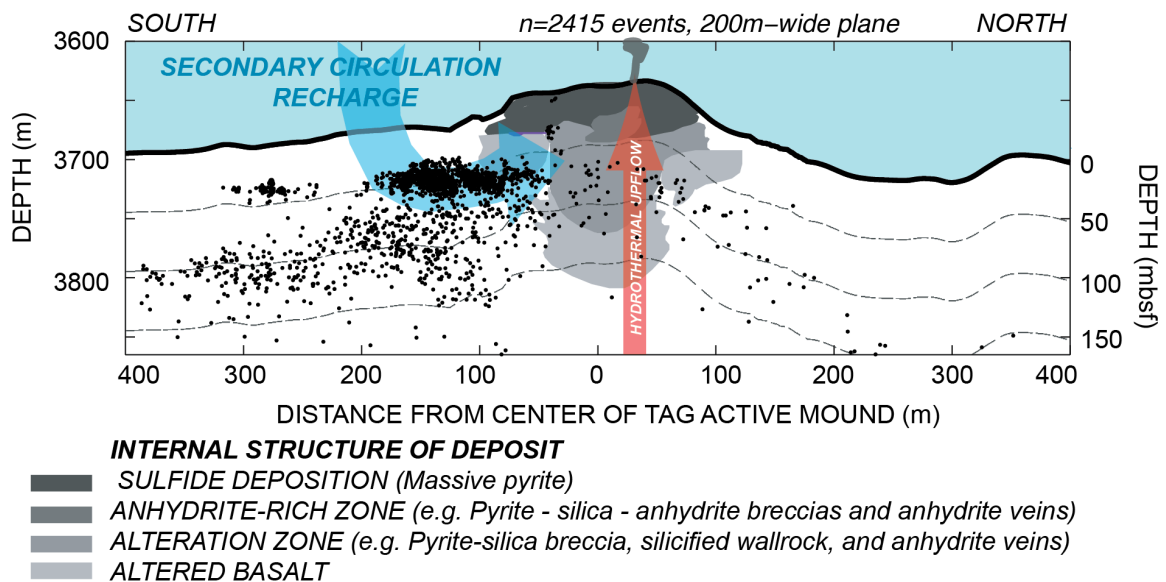 SOUTH
n=2415 events, 200m−wide plane
NORTH
3600
SECONDARY CIRCULATION
RECHARGE
DEPTH (m)
3700
3800
HYDROTHERMAL UPFLOW
0
50
100
150
DEPTH (mbsf)
400 300 200 100 0 100 200 300 400
DISTANCE FROM CENTER OF TAG ACTIVE MOUND (m)
INTERNAL STRUCTURE OF DEPOSIT
SULFIDE DEPOSITION (Massive pyrite)
ANHYDRITE-RICH ZONE (e.g. Pyrite - silica - anhydrite breccias and anhydrite veins)
ALTERATION ZONE (e.g. Pyrite-silica breccia, silicified wallrock, and anhydrite veins)
ALTERED BASALT